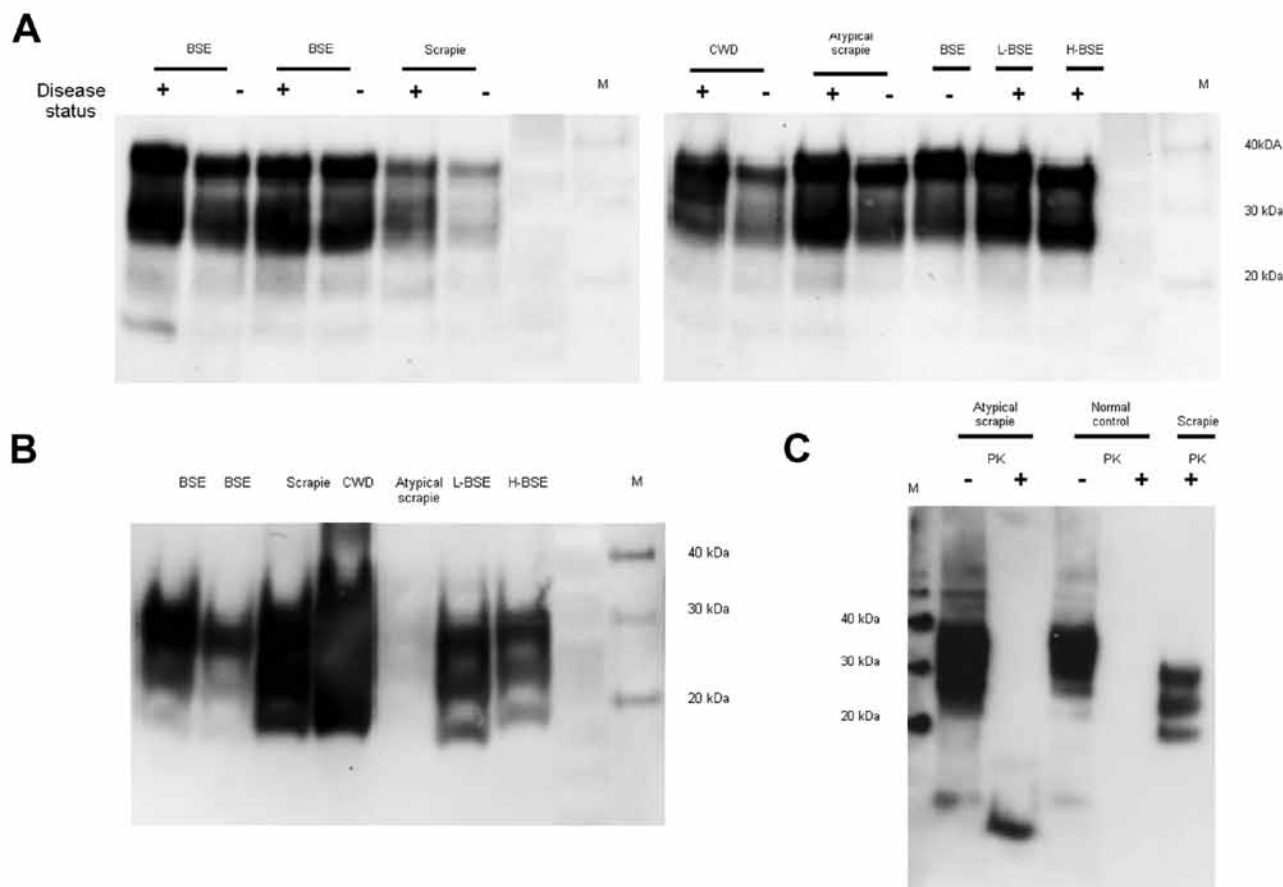 A
BSE BSE Scrapie
Disease status + - + - + - M
CWD Atypical scrapie BSE L-BSE H-BSE
+ - + - - + + M
40kDA
30 kDa
20 kDa
B
BSE BSE Scrapie CWD Atypical scrapie L-BSE H-BSE M
40 kDa
30 kDa
20 kDa
C
Atypical scrapie Normal control Scrapie
PK PK PK
M - + - + +
40 kDa
30 kDa
20 kDa